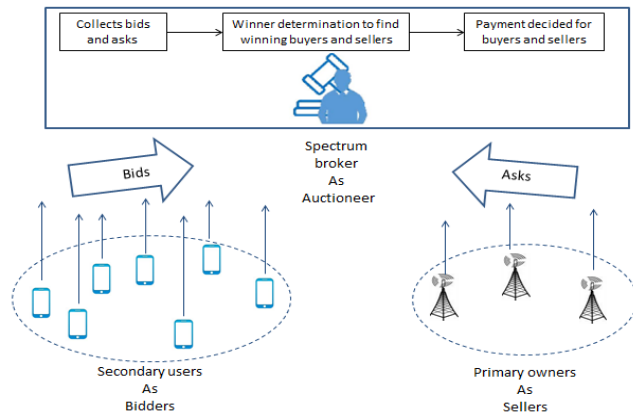 Collects bids
and asks
Winner determination to find
winning buyers and sellers
Payment decided for
buyers and sellers
Spectrum
broker
As
Auctioneer
Bids
Asks
Secondary users
As
Bidders
Primary owners
As
Sellers